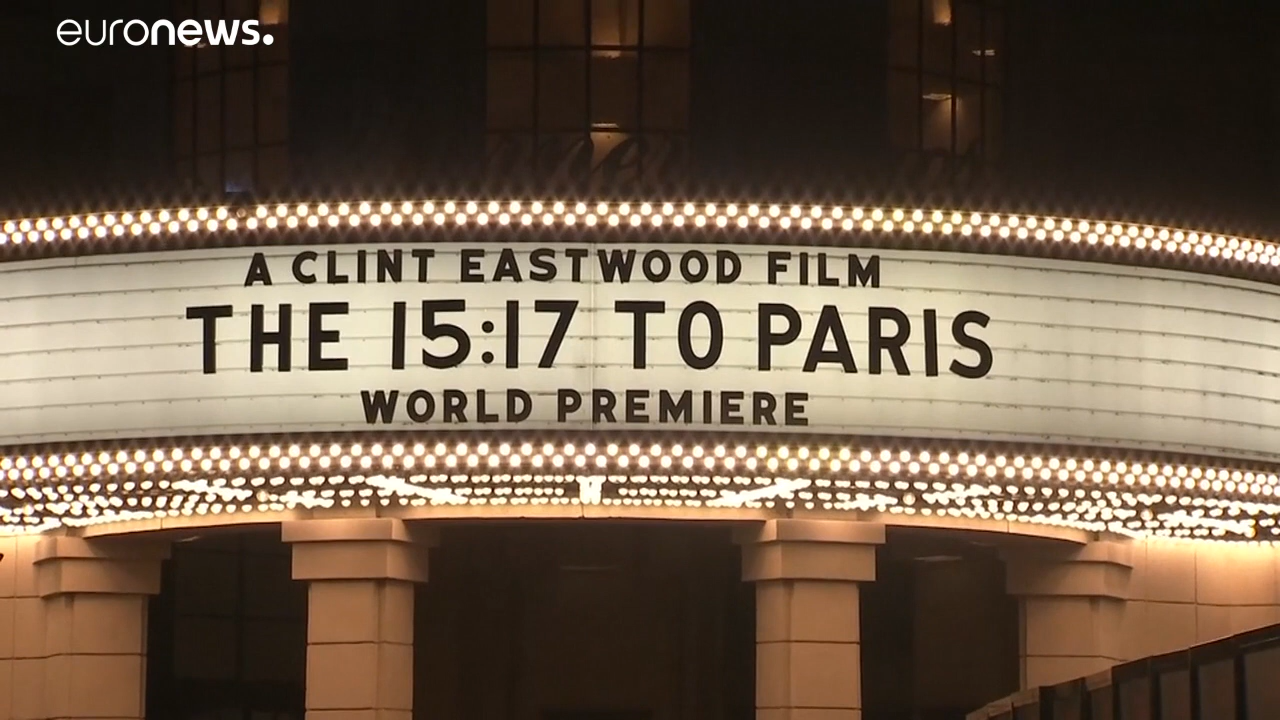 euronews.
A CLINT EASTWOOD FILM
THE 15:17 TO PARIS
WORLD PREMIERE